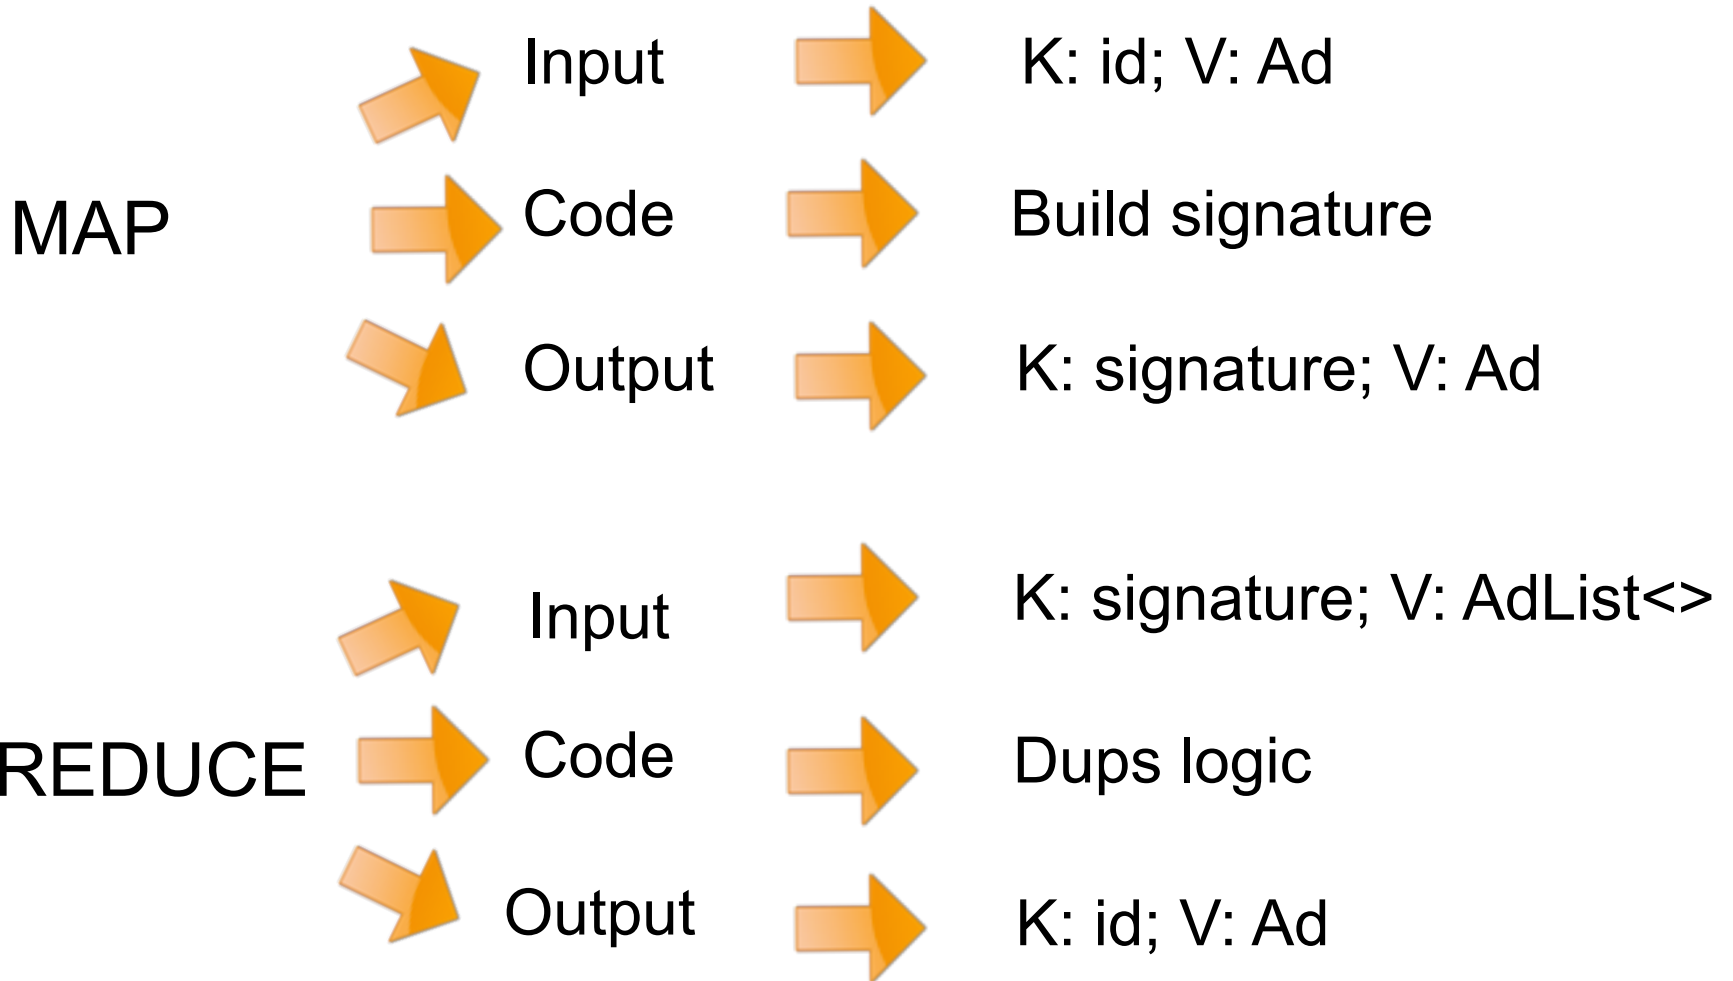 Input K: id; V: Ad
MAP Code Build signature
Output K: signature; V: Ad
Input K: signature; V: AdList<>
REDUCE Code Dups logic
Output K: id; V: Ad